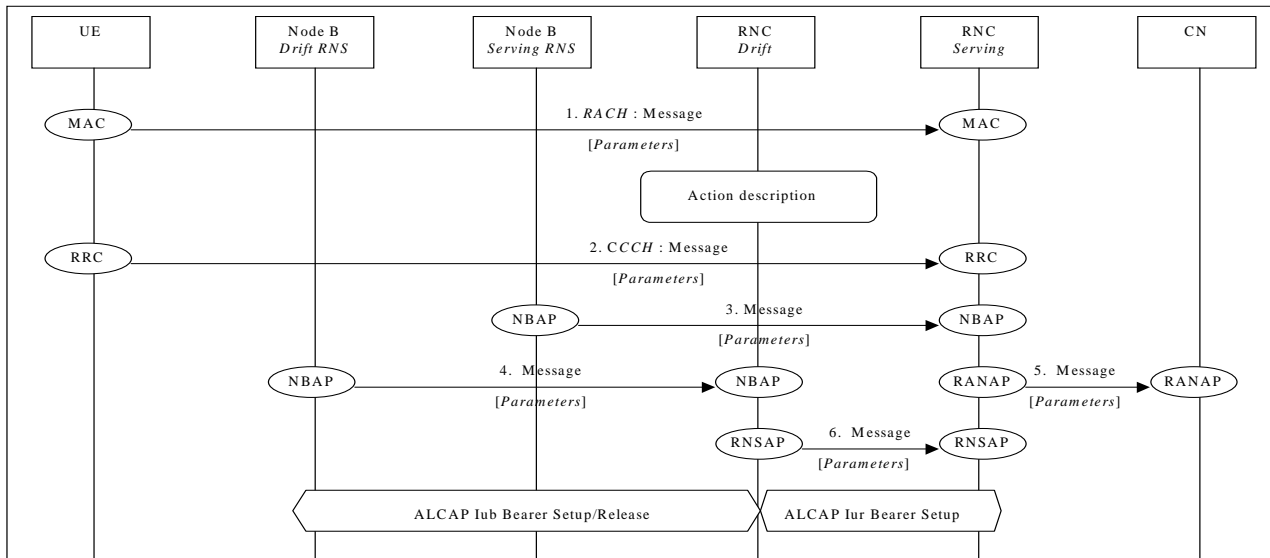 UE
Node B
Drift RNS
Node B
Serving RNS
RNC
Drift
RNC
Serving
CN
MAC
1. RACH : Message
[Parameters]
MAC
Action description
RRC
2. CCCH : Message
[Parameters]
RRC
NBAP
3. Message
[Parameters]
NBAP
NBAP
4. Message
[Parameters]
NBAP
RANAP
5. Message
[Parameters]
RANAP
RNSAP
6. Message
[Parameters]
RNSAP
ALCAP Iub Bearer Setup/Release
ALCAP Iur Bearer Setup